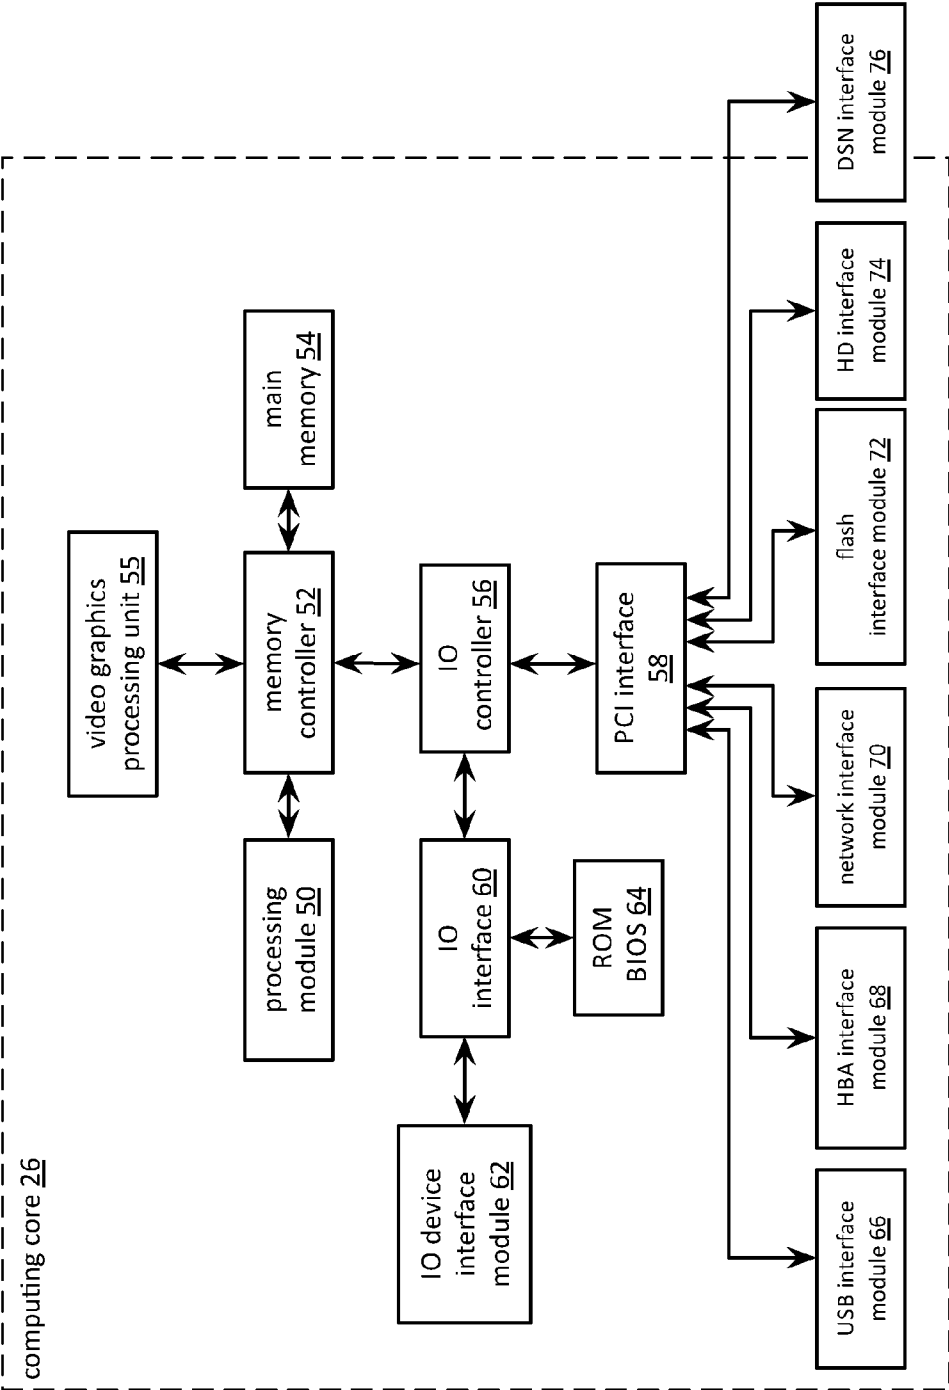 computing core 26
video graphics
processing unit 55
processing
module 50
memory
controller 52
main
memory 54
IO device
interface
module 62
IO
interface 60
IO
controller 56
ROM
BIOS 64
PCI interface
58
USB interface
module 66
HBA interface
module 68
network interface
module 70
flash
interface module 72
HD interface
module 74
DSN interface
module 76